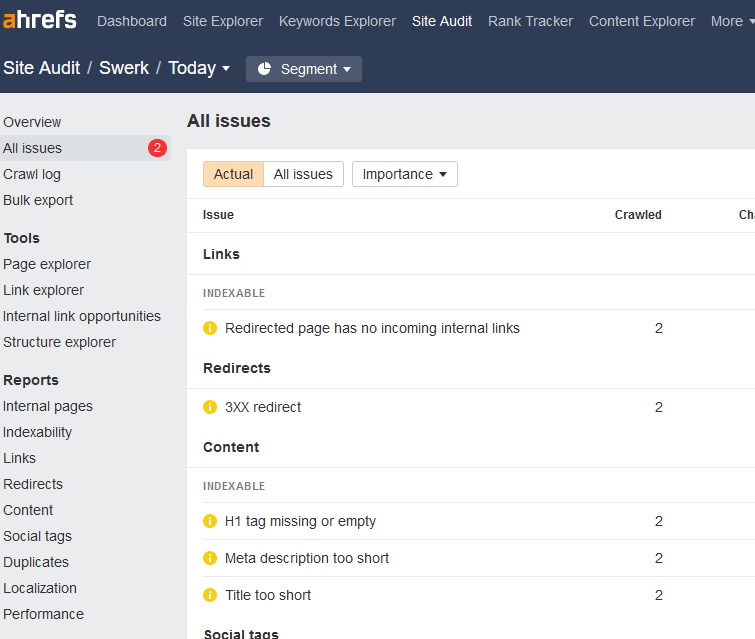 ahrefs Dashboard Site Explorer Keywords Explorer Site Audit Rank Tracker Content Explorer More
Site Audit / Swerk / Today Segment
Overview
All issues 2
Crawl log
Bulk export
Tools
Page explorer
Link explorer
Internal link opportunities
Structure explorer
Reports
Internal pages
Indexability
Links
Redirects
Content
Social tags
Duplicates
Localization
Performance
All issues
Actual All issues Importance
Issue Crawled Ch
Links
INDEXABLE
Redirected page has no incoming internal links 2
Redirects
3XX redirect 2
Content
INDEXABLE
H1 tag missing or empty 2
Meta description too short 2
Title too short 2
Social tags